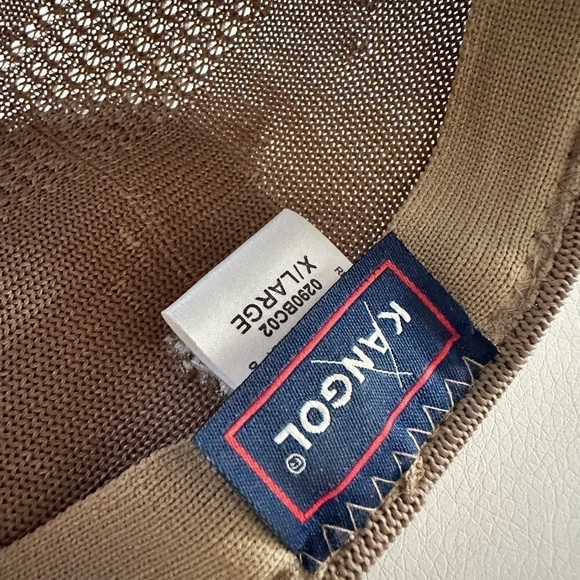 KANGOL
®
0290BC02
X/LARGE